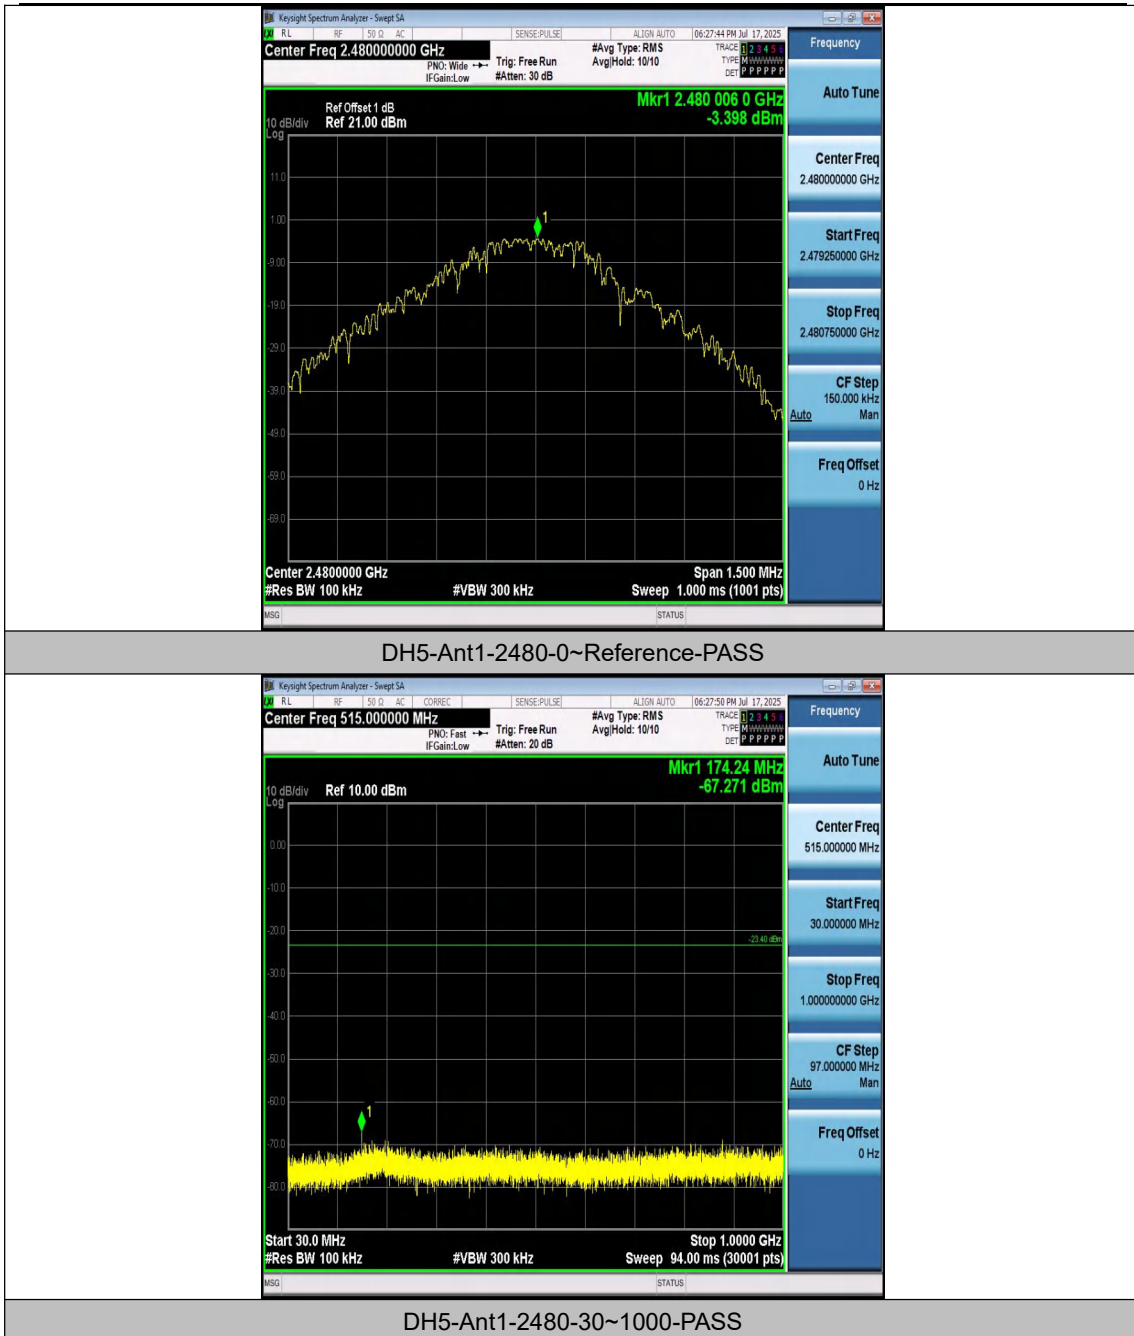 Keysight Spectrum Analyzer - Swept SA
RL RF 50 Ω AC SENSE:PULSE ALIGN AUTO 06:27:44 PM Jul 17, 2025
Center Freq 2.480000000 GHz
PNO: Wide
IFGain:Low
Trig: Free Run
#Atten: 30 dB
#Avg Type: RMS
Avg|Hold: 10/10
TRACE 1 2 3 4 5 6
TYPE M WWWWW
DET P P P P P P
Frequency
Auto Tune
Mkr1 2.480 006 0 GHz
-3.398 dBm
Ref Offset 1 dB
10 dB/div Ref 21.00 dBm
Log
11.0
1.00
-9.00
-19.0
-29.0
-39.0
-49.0
-59.0
-69.0
1
Center Freq
2.480000000 GHz
Start Freq
2.479250000 GHz
Stop Freq
2.480750000 GHz
CF Step
150.000 kHz
Auto Man
Freq Offset
0 Hz
Center 2.4800000 GHz Span 1.500 MHz
#Res BW 100 kHz #VBW 300 kHz Sweep 1.000 ms (1001 pts)
MSG STATUS
DH5-Ant1-2480-0~Reference-PASS
Keysight Spectrum Analyzer - Swept SA
RL RF 50 Ω AC CORREC SENSE:PULSE ALIGN AUTO 06:27:50 PM Jul 17, 2025
Center Freq 515.000000 MHz
PNO: Fast
IFGain:Low
Trig: Free Run
#Atten: 20 dB
#Avg Type: RMS
Avg|Hold: 10/10
TRACE 1 2 3 4 5 6
TYPE M WWWWW
DET P P P P P P
Frequency
Auto Tune
Mkr1 174.24 MHz
-67.271 dBm
10 dB/div Ref 10.00 dBm
Log
0.00
-10.0
-20.0
-23.40 dBm
-30.0
-40.0
-50.0
-60.0
-70.0
-80.0
1
Center Freq
515.000000 MHz
Start Freq
30.000000 MHz
Stop Freq
1.000000000 GHz
CF Step
97.000000 MHz
Auto Man
Freq Offset
0 Hz
Start 30.0 MHz Stop 1.0000 GHz
#Res BW 100 kHz #VBW 300 kHz Sweep 94.00 ms (30001 pts)
MSG STATUS
DH5-Ant1-2480-30~1000-PASS